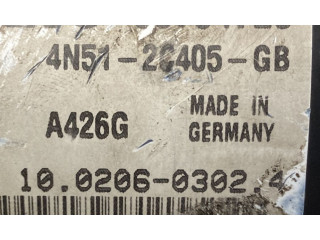 4N51-2C405-GB
A426G
MADE IN
GERMANY
10.0206-0302.4